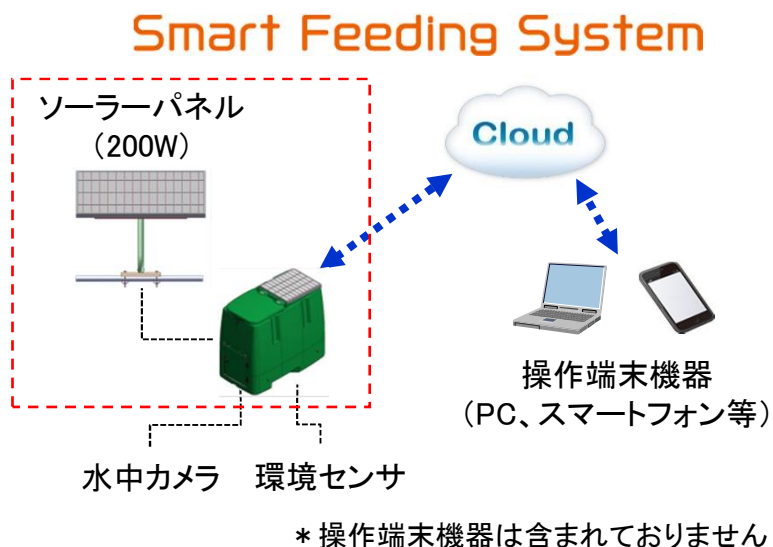 Smart Feeding System
ソーラーパネル
（200W）
Cloud
操作端末機器
（PC、スマートフォン等）
水中カメラ
環境センサ
＊操作端末機器は含まれておりません